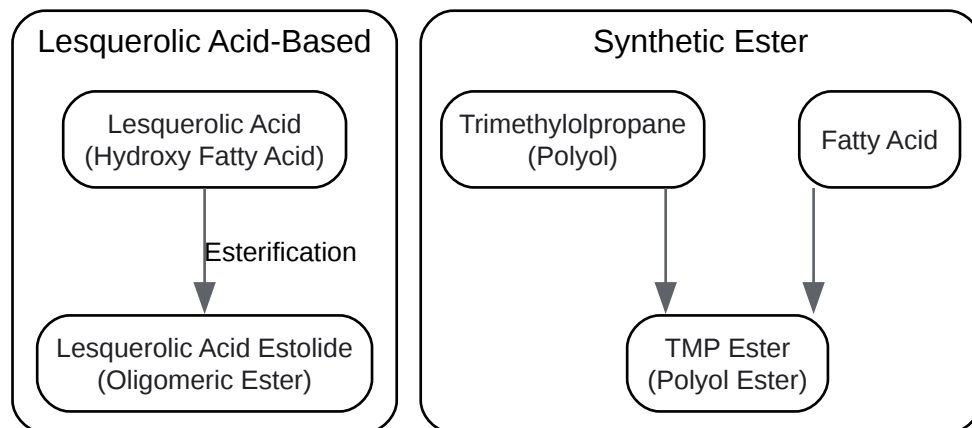 Lesquerolic Acid-Based
Lesquerolic Acid
(Hydroxy Fatty Acid)
Esterification
Lesquerolic Acid Estolide
(Oligomeric Ester)
Synthetic Ester
Trimethylolpropane
(Polyol)
Fatty Acid
TMP Ester
(Polyol Ester)